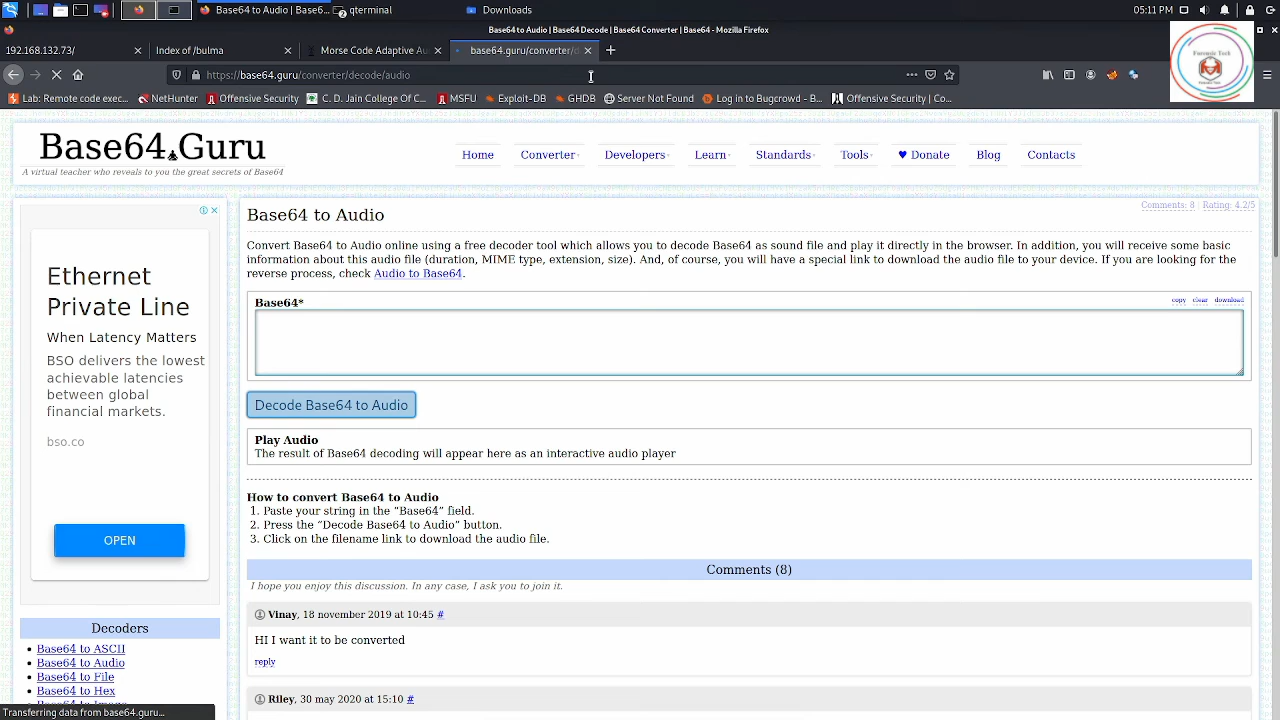 Base64 to Audio | Base64
qterminal
Downloads
05:11 PM
Base64 to Audio | Base64 Decode | Base64 Converter | Base64 - Mozilla Firefox
192.168.132.73/
Index of /bulma
Morse Code Adaptive Au
base64.guru/converter/d
https://base64.guru/converter/decode/audio
Lab: Remote code exec...
NetHunter
Offensive Security
Champlain College Of C...
MSFU
Exploit-DB
GHDB
Server Not Found
Log in to Bugcrowd - B...
Offensive Security | Co...
Forensic Tech
Base64.Guru
A virtual teacher who reveals to you the great secrets of Base64
Home
Converter
Developers
Learn
Standards
Tools
♥ Donate
Blog
Contacts
Ethernet
Private Line
When Latency Matters
BSO delivers the lowest
achievable latencies
between global
financial markets.
bso.co
OPEN
Decoders
Base64 to ASCII
Base64 to Audio
Base64 to File
Base64 to Hex
Transferring data from base64.guru...
Base64 to Audio
Comments: 8 | Rating: 4.2/5
Convert Base64 to Audio online using a free decoder tool which allows you to decode Base64 as sound file and play it directly in the browser. In addition, you will receive some basic
information about this audio file (duration, MIME type, extension, size). And, of course, you will have a special link to download the audio file to your device. If you are looking for the
reverse process, check Audio to Base64.
Base64*
copy clear download
Decode Base64 to Audio
Play Audio
The result of Base64 decoding will appear here as an interactive audio player
How to convert Base64 to Audio
1. Paste your string in the “Base64” field.
2. Press the “Decode Base64 to Audio” button.
3. Click on the filename link to download the audio file.
Comments (8)
I hope you enjoy this discussion. In any case, I ask you to join it.
Vinay, 18 november 2019 at 10:45 #
HI I want it to be converted
reply
Riley, 30 may 2020 at 15:10 #